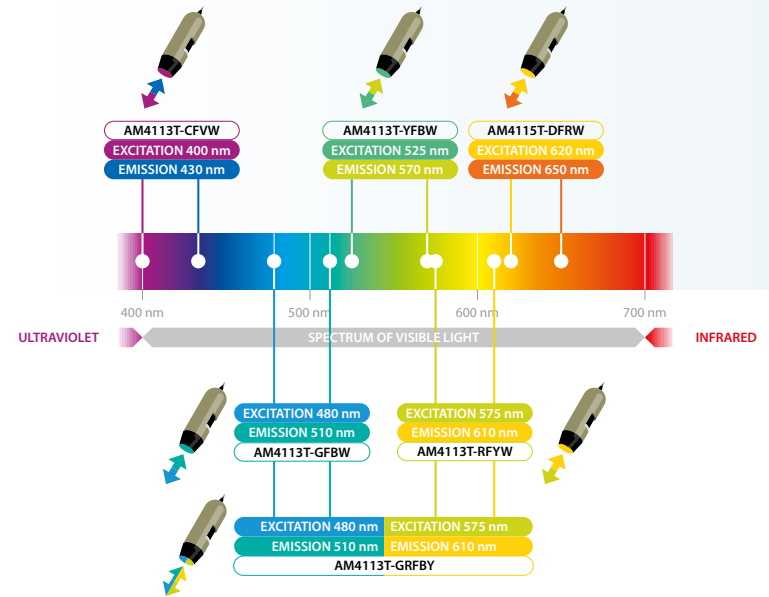 AM4113T-CFVW
EXCITATION 400 nm
EMISSION 430 nm
AM4113T-YFBW
EXCITATION 525 nm
EMISSION 570 nm
AM4115T-DFRW
EXCITATION 620 nm
EMISSION 650 nm
400 nm
500 nm
600 nm
700 nm
ULTRAVIOLET
SPECTRUM OF VISIBLE LIGHT
INFRARED
EXCITATION 480 nm
EMISSION 510 nm
AM4113T-GFBW
EXCITATION 575 nm
EMISSION 610 nm
AM4113T-RFYW
EXCITATION 480 nm EXCITATION 575 nm
EMISSION 510 nm EMISSION 610 nm
AM4113T-GRFBY